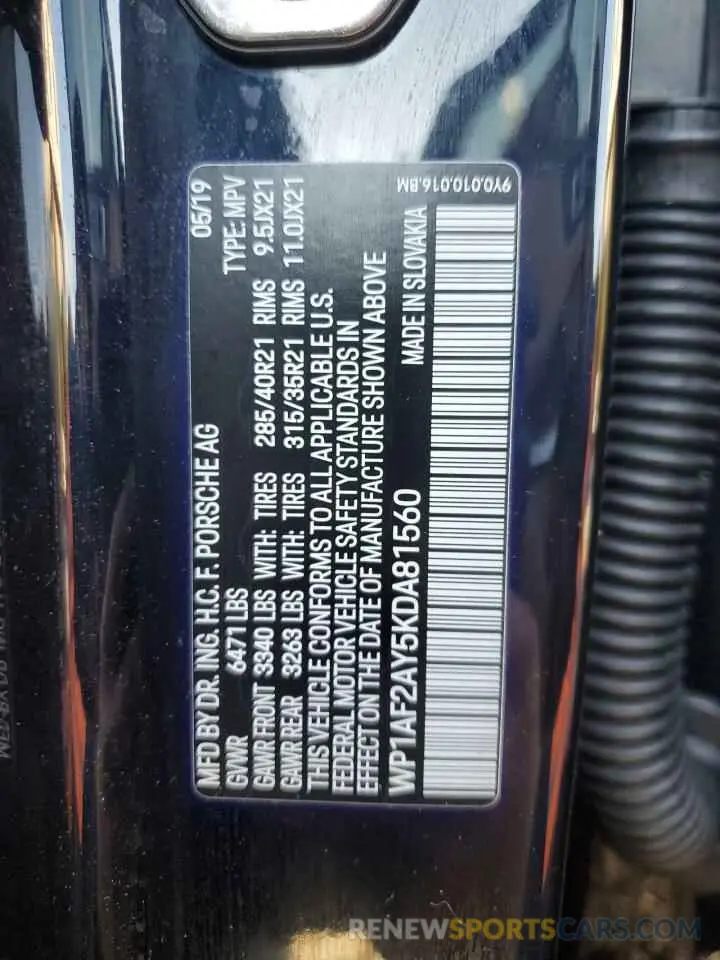 MFD BY DR. ING. H.C. F. PORSCHE AG 05/19
GVWR 6471 LBS TYPE: MPV
GAWR FRONT 3340 LBS WITH: TIRES 285/40R21 RIMS 9.5JX21
GAWR REAR 3263 LBS WITH: TIRES 315/35R21 RIMS 11.0JX21
THIS VEHICLE CONFORMS TO ALL APPLICABLE U.S.
FEDERAL MOTOR VEHICLE SAFETY STANDARDS IN
EFFECT ON THE DATE OF MANUFACTURE SHOWN ABOVE
WP1AF2AY5KDA81560 MADE IN SLOVAKIA
9Y0.010.016.BM
RENEWSPORTSCARS.COM